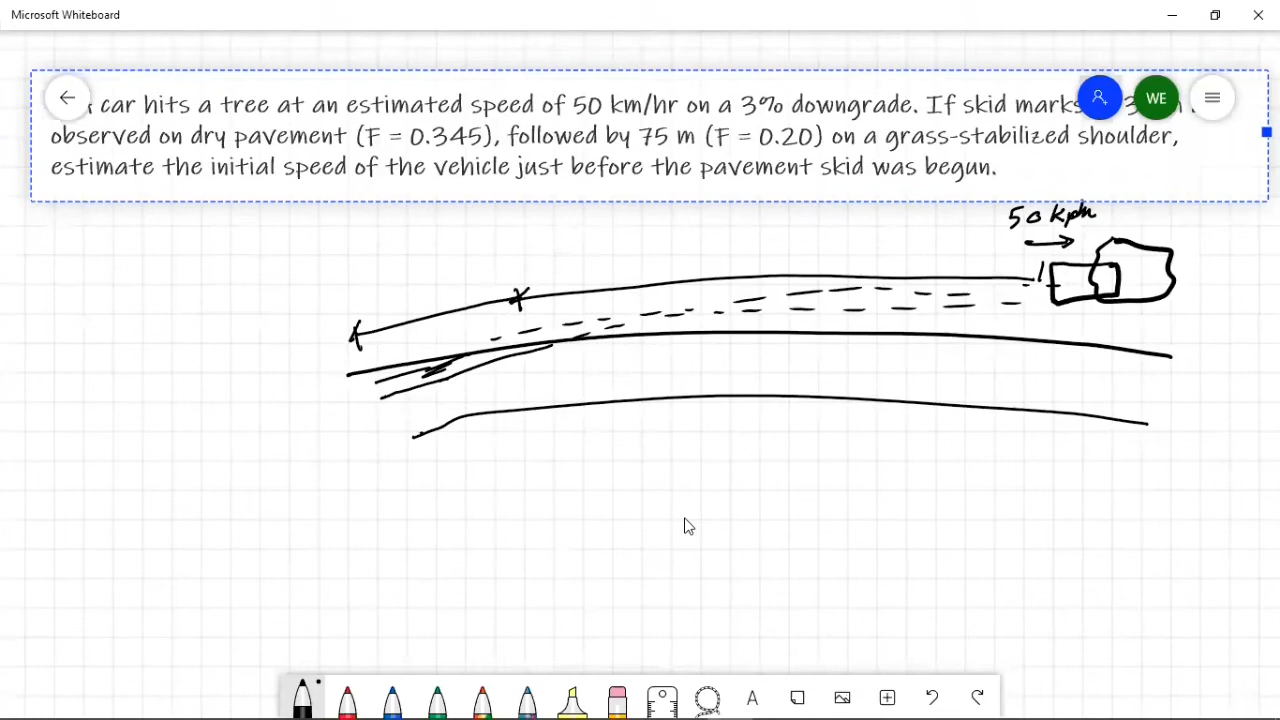 Microsoft Whiteboard
car hits a tree at an estimated speed of 50 km/hr on a 3% downgrade. If skid marks
observed on dry pavement (F = 0.345), followed by 75 m (F = 0.20) on a grass-stabilized shoulder,
estimate the initial speed of the vehicle just before the pavement skid was begun.
WE
50 kph
A